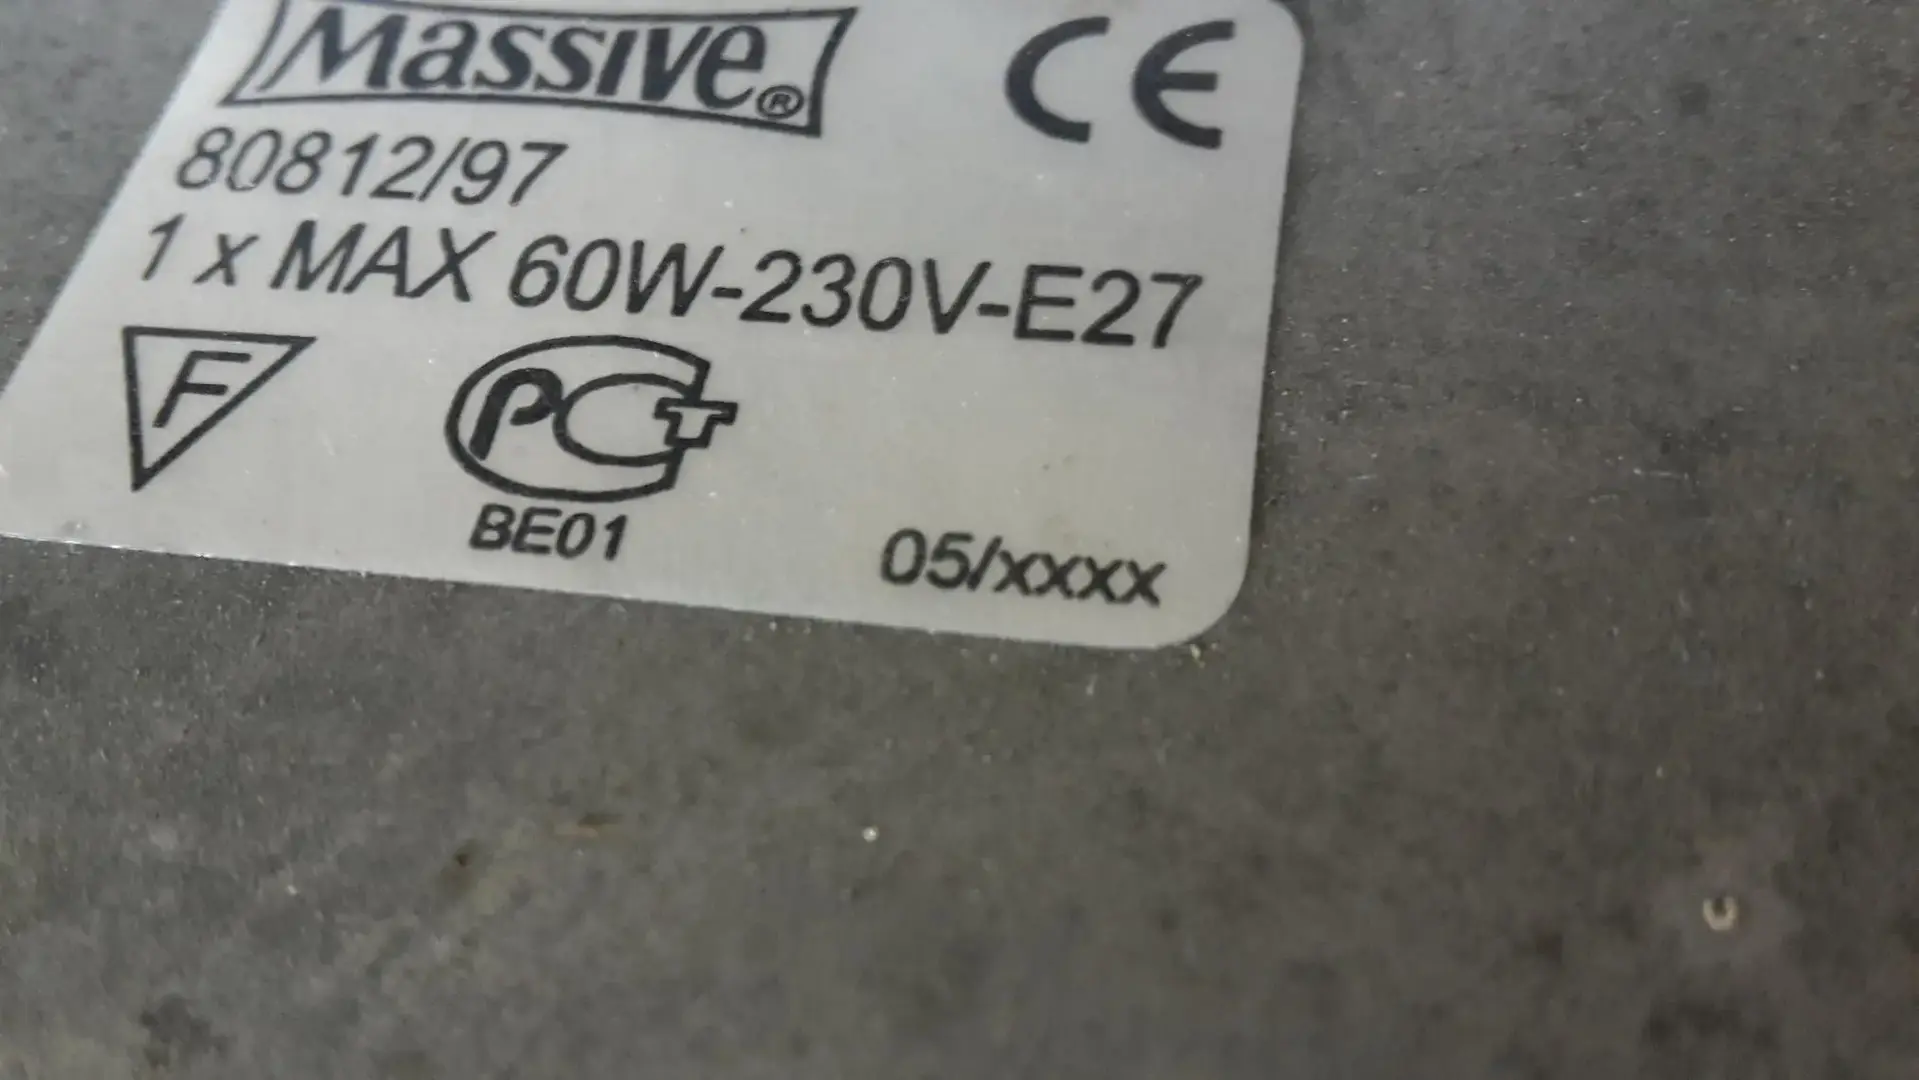 Massive®
CE
80812/97
1 x MAX 60W-230V-E27
F
PCT
BE01
05/xxxx